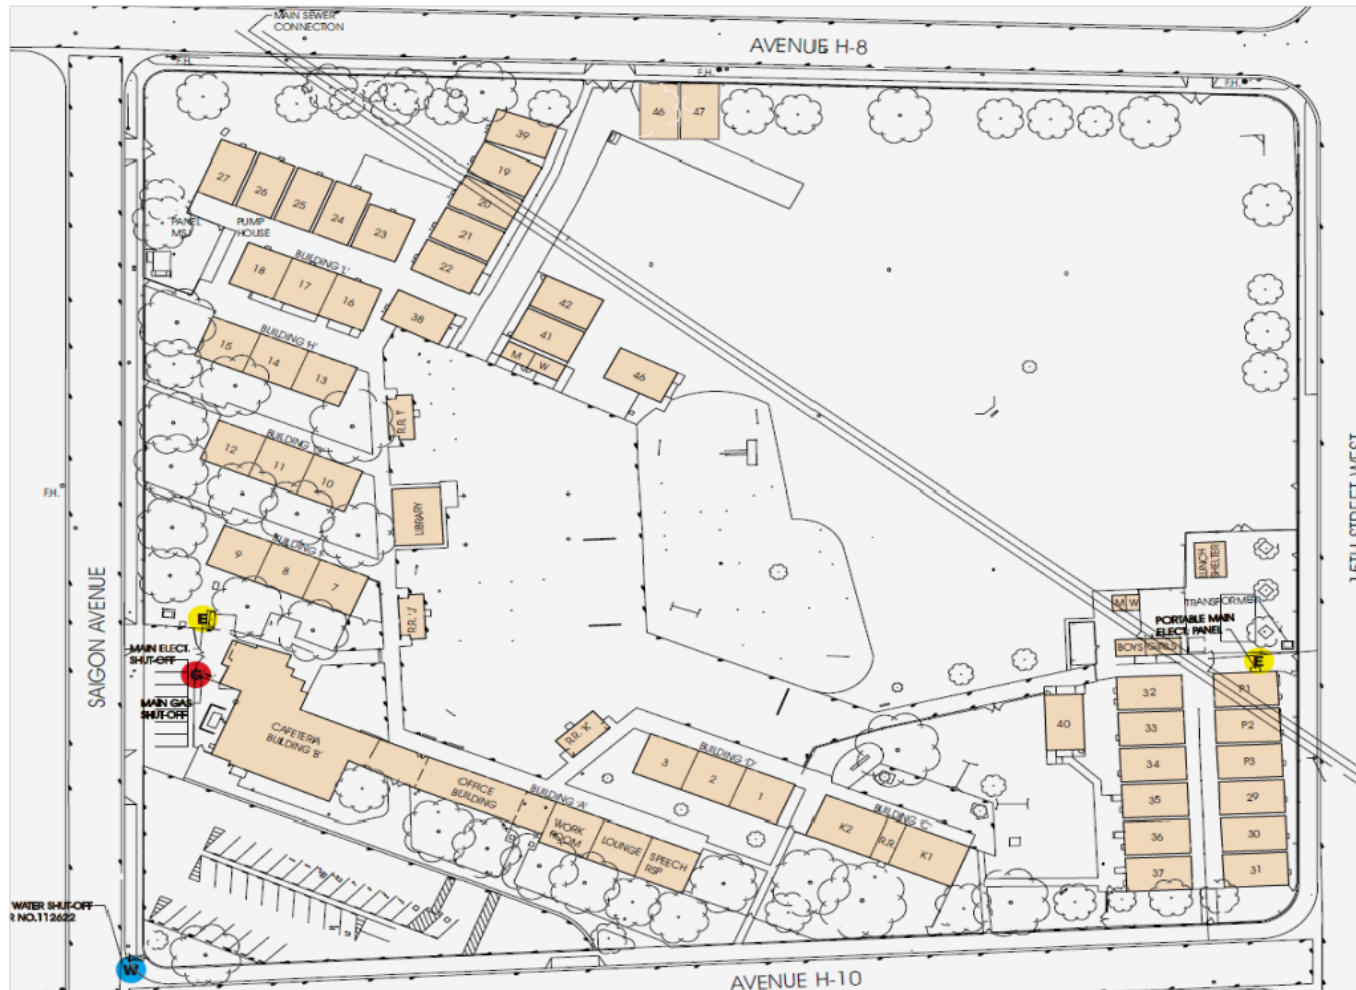 MAIN SEWER
CONNECTION
AVENUE H-8
F.H.
F.H.
F.H.
46
47
39
19
20
21
22
27
26
25
24
23
PANEL
MSJ
PUMP
HOUSE
BUILDING 'L'
18
17
16
38
42
41
M
W
46
BUILDING 'H'
15
14
13
R.R. 'I'
BUILDING
12
11
10
F.H.
LIBRARY
SAIGON AVENUE
15TH STREET WEST
BUILDING
9
8
7
R.R. 'J'
LUNCH
SHELTER
M W
TRANSFORMER
PORTABLE MAIN
ELECT. PANEL
BOYS GIRLS
E
E
MAIN ELECT.
SHUT-OFF
G
MAIN GAS
SHUT-OFF
CAFETERIA
BUILDING 'B'
OFFICE
BUILDING
BUILDING 'A'
WORK
ROOM
LOUNGE
SPEECH
RSP
R.R. 'K'
BUILDING 'D'
3
2
1
BUILDING 'C'
K2
R.R.
K1
40
32
33
34
35
36
37
P1
P2
P3
29
30
31
WATER SHUT-OFF
R NO.112622
W
AVENUE H-10